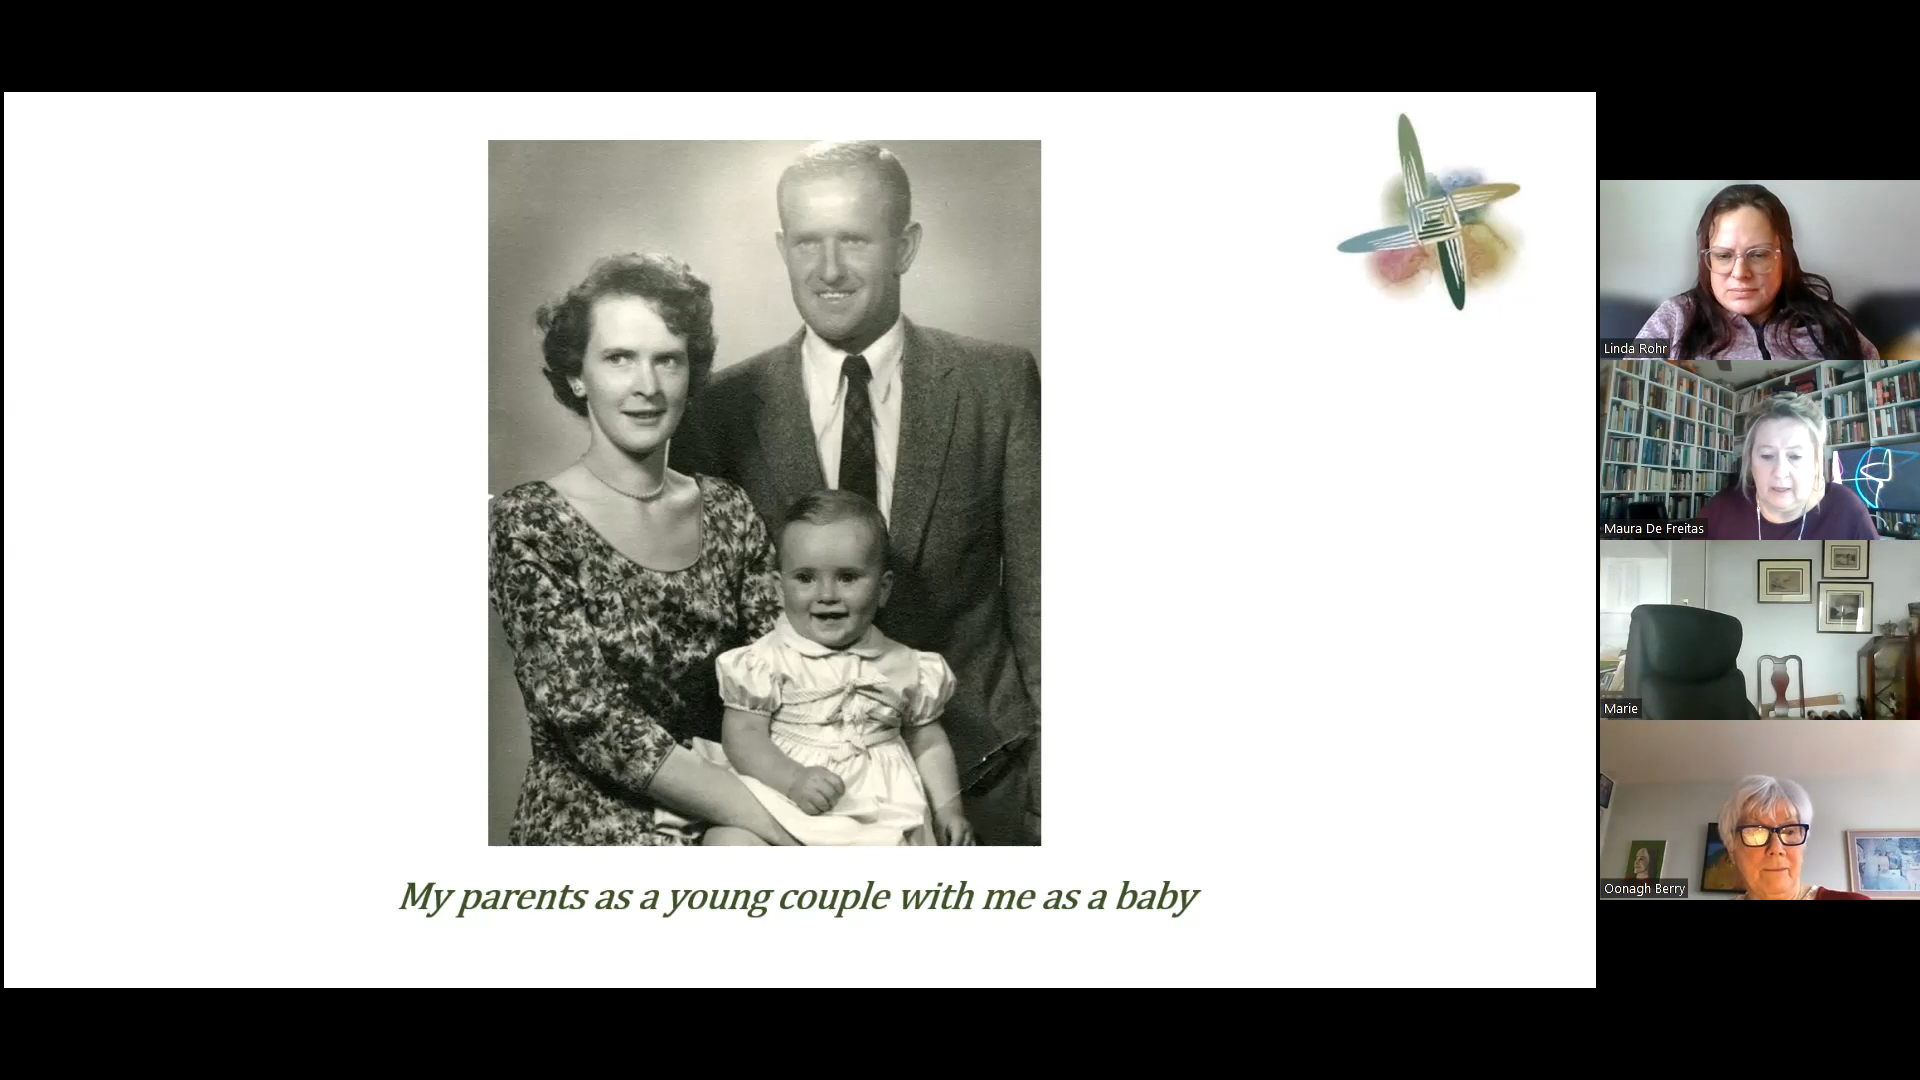 My parents as a young couple with me as a baby
Linda Rohr
Maura De Freitas
Marie
Oonagh Berry